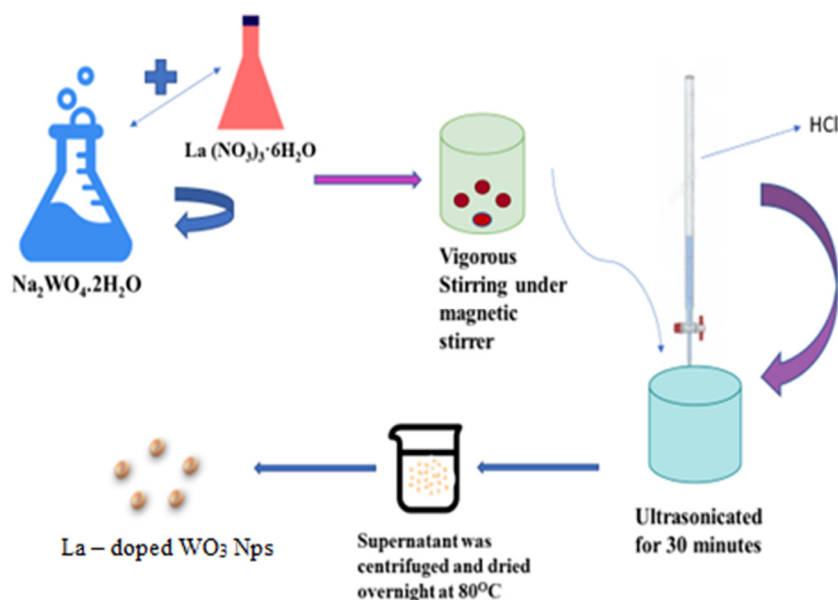 La (NO₃)₃·6H₂O
Na₂WO₄.2H₂O
Vigorous
Stirring under
magnetic
stirrer
HCl
Ultrasonicated
for 30 minutes
Supernatant was
centrifuged and dried
overnight at 80⁰C
La – doped WO₃ Nps